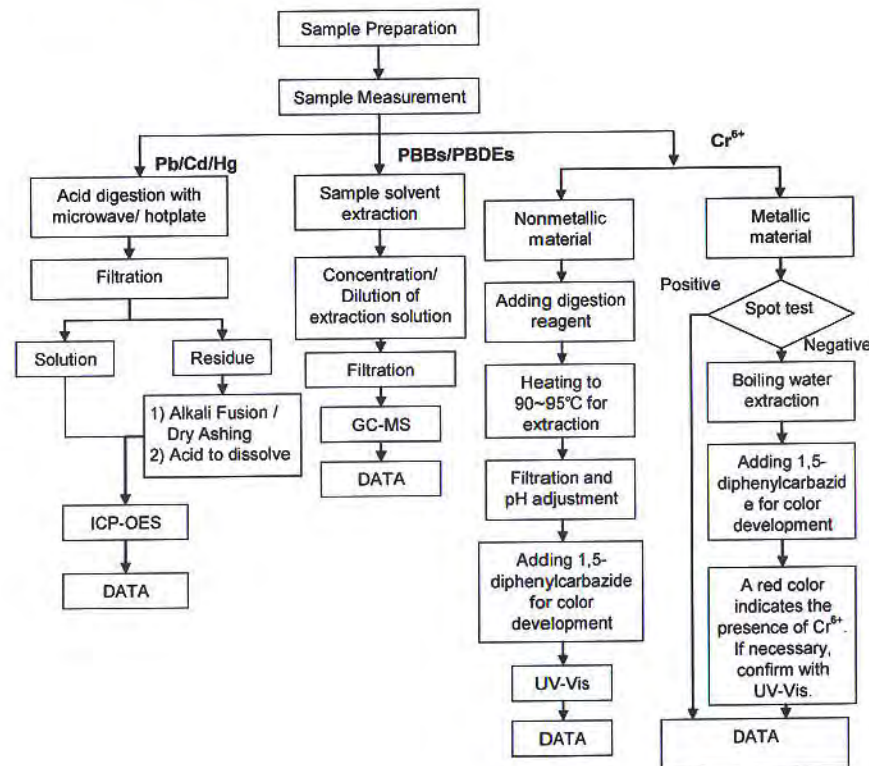 Sample Preparation
Sample Measurement
Pb/Cd/Hg
Acid digestion with
microwave/ hotplate
Filtration
Solution
Residue
1) Alkali Fusion /
Dry Ashing
2) Acid to dissolve
ICP-OES
DATA
PBBs/PBDEs
Sample solvent
extraction
Concentration/
Dilution of
extraction solution
Filtration
GC-MS
DATA
Cr⁶⁺
Nonmetallic
material
Adding digestion
reagent
Heating to
90~95℃ for
extraction
Filtration and
pH adjustment
Adding 1,5-
diphenylcarbazide
for color
development
UV-Vis
DATA
Metallic
material
Positive
Spot test
Negative
Boiling water
extraction
Adding 1,5-
diphenylcarbazid
e for color
development
A red color
indicates the
presence of Cr⁶⁺.
If necessary,
confirm with
UV-Vis.
DATA